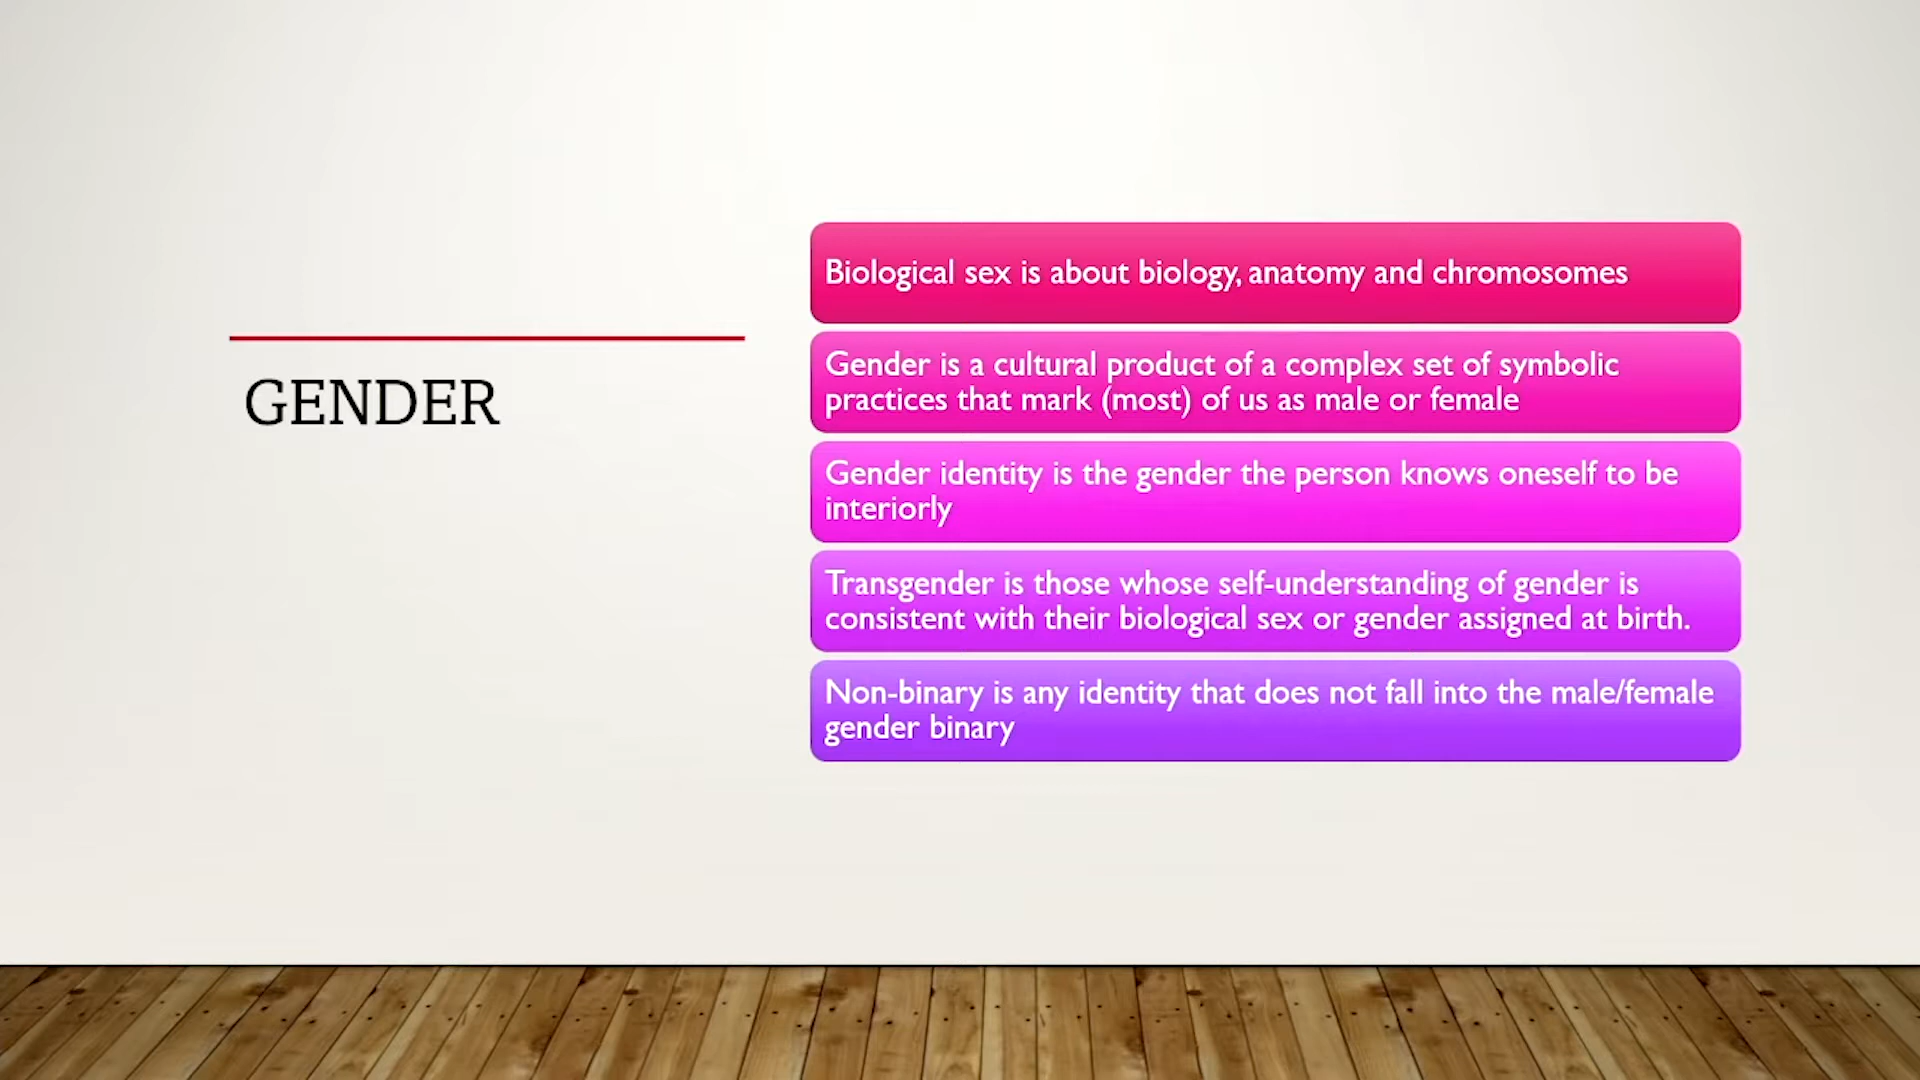 GENDER
Biological sex is about biology, anatomy and chromosomes
Gender is a cultural product of a complex set of symbolic
practices that mark (most) of us as male or female
Gender identity is the gender the person knows oneself to be
interiorly
Transgender is those whose self-understanding of gender is
consistent with their biological sex or gender assigned at birth.
Non-binary is any identity that does not fall into the male/female
gender binary